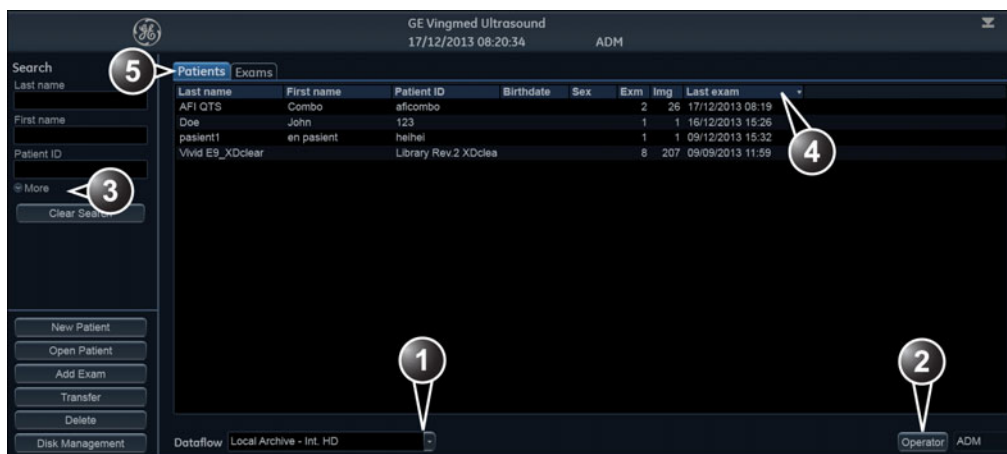 GE Vingmed Ultrasound
17/12/2013 08:20:34 ADM
Search
Last name
First name
Patient ID
More
Clear Search
New Patient
Open Patient
Add Exam
Transfer
Delete
Disk Management
5
3
Patients Exams
Last name First name Patient ID Birthdate Sex Exm Img Last exam
AFI QTS Combo aficombo 2 26 17/12/2013 08:19
Doe John 123 1 1 16/12/2013 15:26
pasient1 en pasient heihei 1 1 09/12/2013 15:32
Vivid E9_XDclear Library Rev.2 XDclea 8 207 09/09/2013 11:59
4
1
2
Dataflow Local Archive - Int. HD
Operator ADM